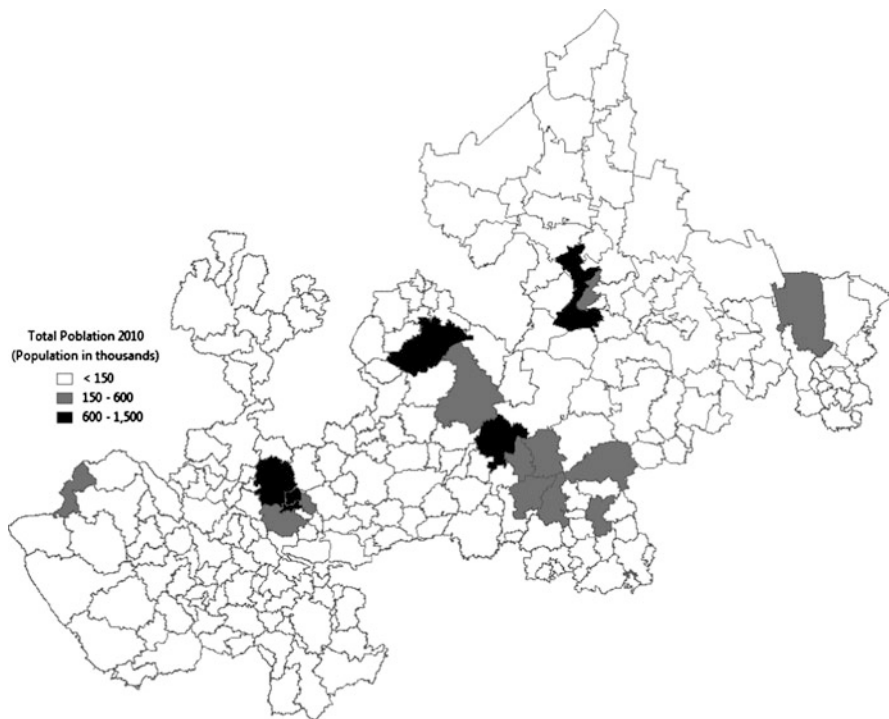 Total Poblation 2010
(Population in thousands)
< 150
150 - 600
600 - 1,500